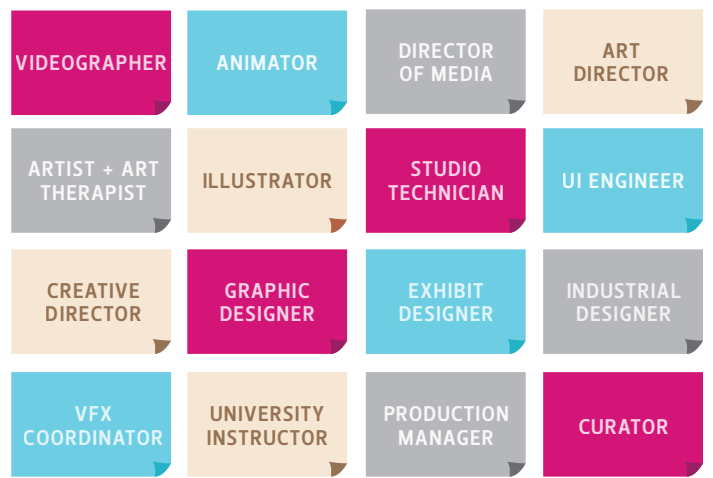 VIDEOGRAPHER
ANIMATOR
DIRECTOR
OF MEDIA
ART
DIRECTOR
ARTIST + ART
THERAPIST
ILLUSTRATOR
STUDIO
TECHNICIAN
UI ENGINEER
CREATIVE
DIRECTOR
GRAPHIC
DESIGNER
EXHIBIT
DESIGNER
INDUSTRIAL
DESIGNER
VFX
COORDINATOR
UNIVERSITY
INSTRUCTOR
PRODUCTION
MANAGER
CURATOR